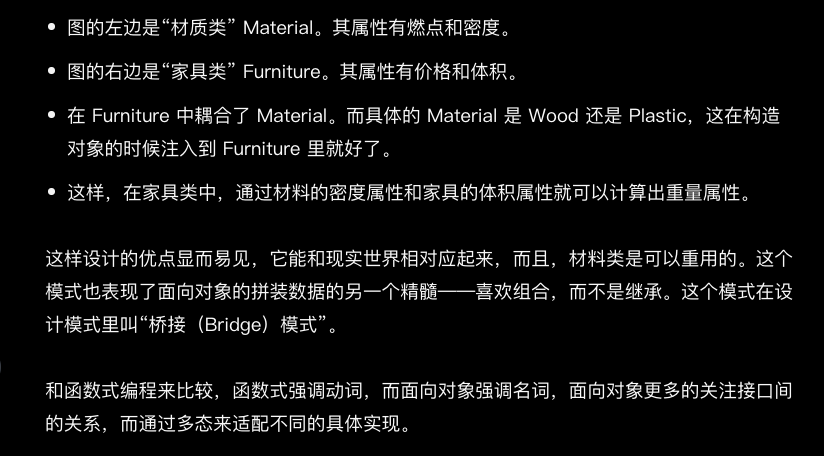 • 图的左边是“材质类” Material。其属性有燃点和密度。
• 图的右边是“家具类” Furniture。其属性有价格和体积。
• 在 Furniture 中耦合了 Material。而具体的 Material 是 Wood 还是 Plastic，这在构造
对象的时候注入到 Furniture 里就好了。
• 这样，在家具类中，通过材料的密度属性和家具的体积属性就可以计算出重量属性。
这样设计的优点显而易见，它能和现实世界相对应起来，而且，材料类是可以重用的。这个
模式也表现了面向对象的拼装数据的另一个精髓——喜欢组合，而不是继承。这个模式在设
计模式里叫“桥接（Bridge）模式”。
和函数式编程来比较，函数式强调动词，而面向对象强调名词，面向对象更多的关注接口间
的关系，而通过多态来适配不同的具体实现。